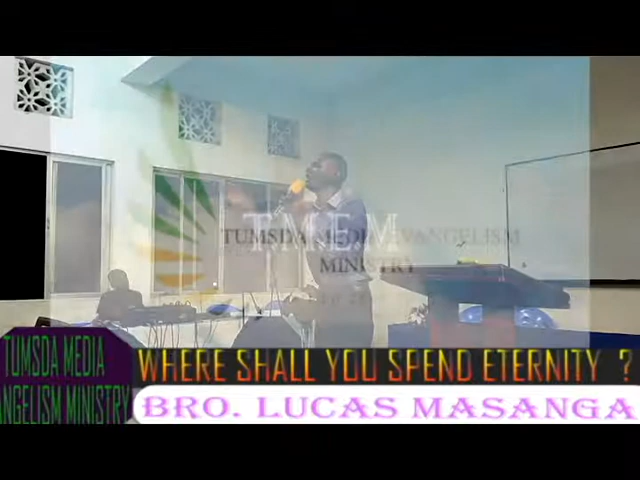 TMEM
TUMSDA MEDIA EVANGELISM
MINISTRY
TUMSDA MEDIA
ANGELISM MINISTRY
WHERE SHALL YOU SPEND ETERNITY ?
BRO. LUCAS MASANGA